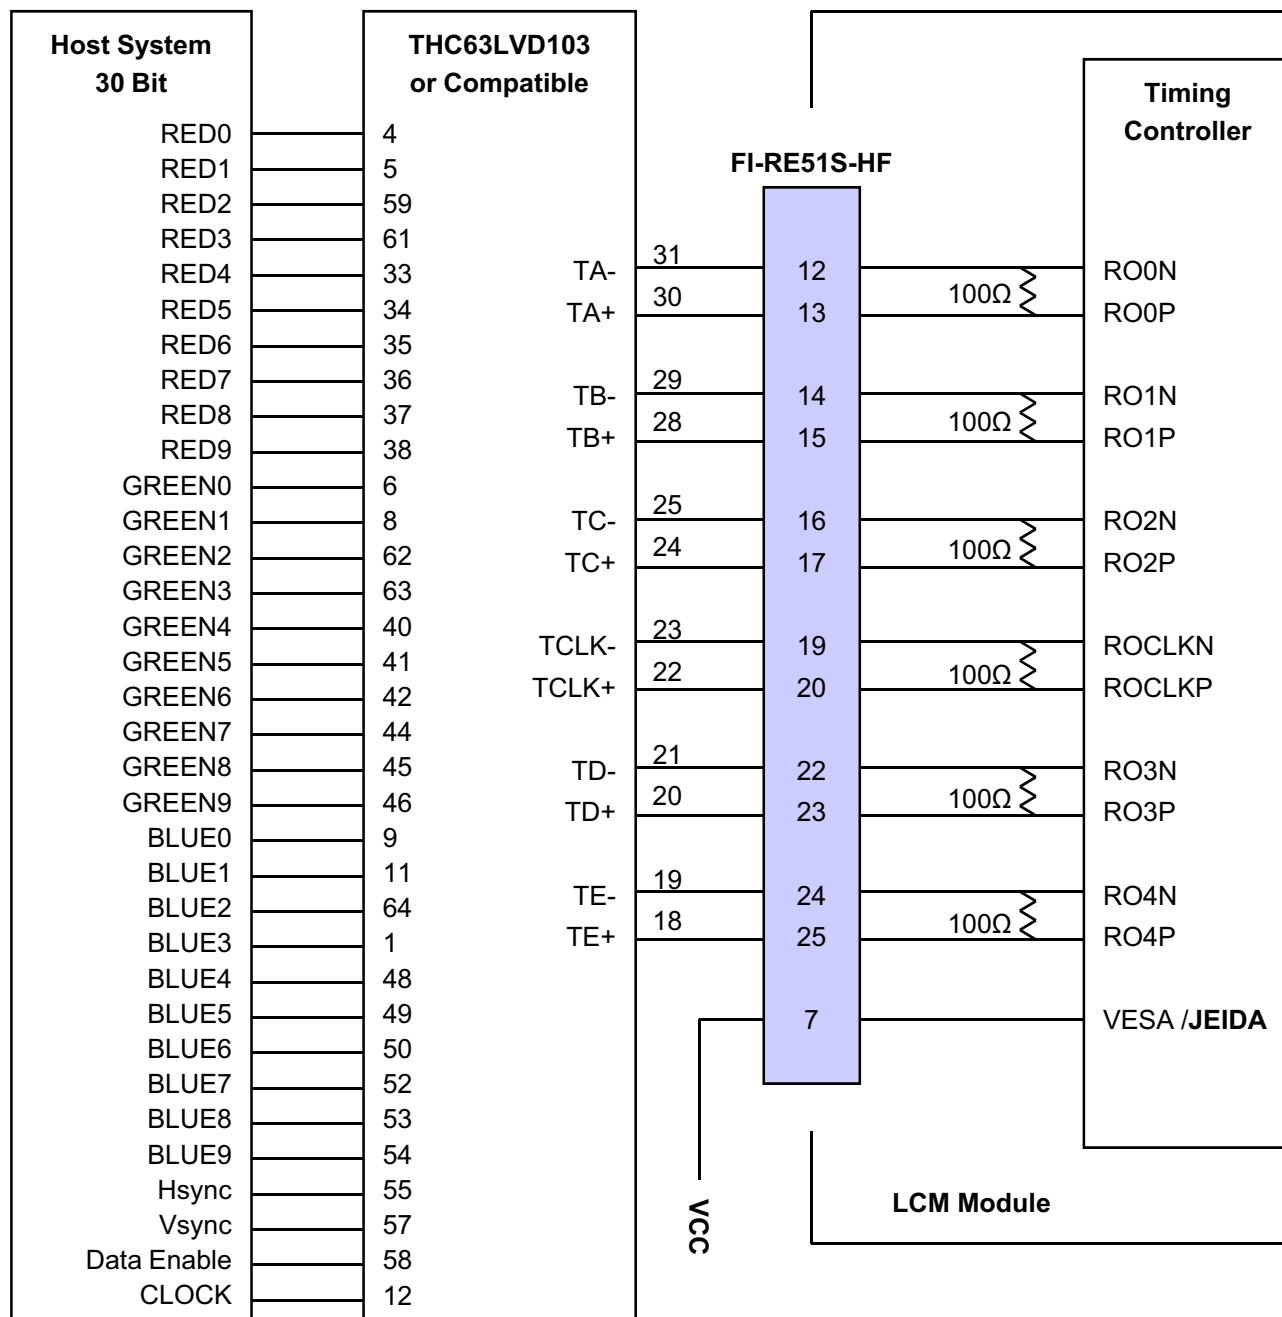 Host System
30 Bit
THC63LVD103
or Compatible
Timing
Controller
FI-RE51S-HF
RED0 4
RED1 5
RED2 59
RED3 61
RED4 33
RED5 34
RED6 35
RED7 36
RED8 37
RED9 38
GREEN0 6
GREEN1 8
GREEN2 62
GREEN3 63
GREEN4 40
GREEN5 41
GREEN6 42
GREEN7 44
GREEN8 45
GREEN9 46
BLUE0 9
BLUE1 11
BLUE2 64
BLUE3 1
BLUE4 48
BLUE5 49
BLUE6 50
BLUE7 52
BLUE8 53
BLUE9 54
Hsync 55
Vsync 57
Data Enable 58
CLOCK 12
TA- 31 12 RO0N
100Ω
TA+ 30 13 RO0P
TB- 29 14 RO1N
100Ω
TB+ 28 15 RO1P
TC- 25 16 RO2N
100Ω
TC+ 24 17 RO2P
TCLK- 23 19 ROCLKN
100Ω
TCLK+ 22 20 ROCLKP
TD- 21 22 RO3N
100Ω
TD+ 20 23 RO3P
TE- 19 24 RO4N
100Ω
TE+ 18 25 RO4P
7 VESA /JEIDA
VCC
LCM Module